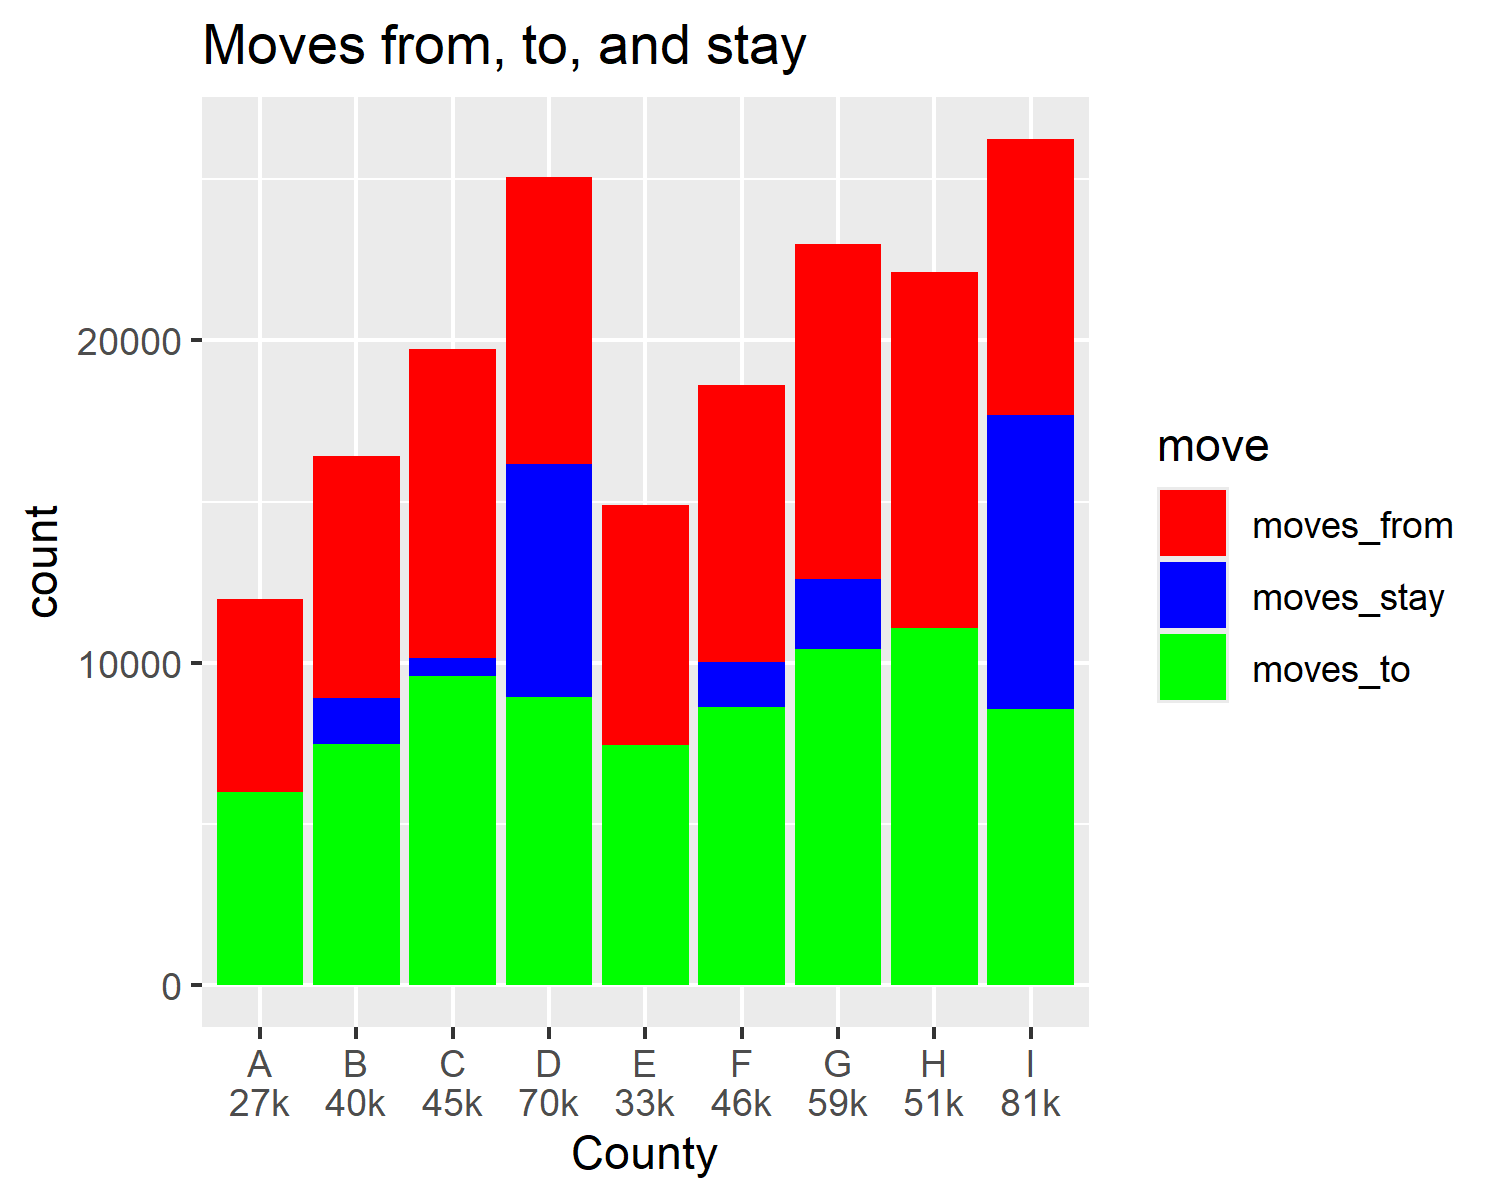 Moves from, to, and stay
count
20000
10000
0
A B C D E F G H I
27k 40k 45k 70k 33k 46k 59k 51k 81k
County
move
moves_from
moves_stay
moves_to